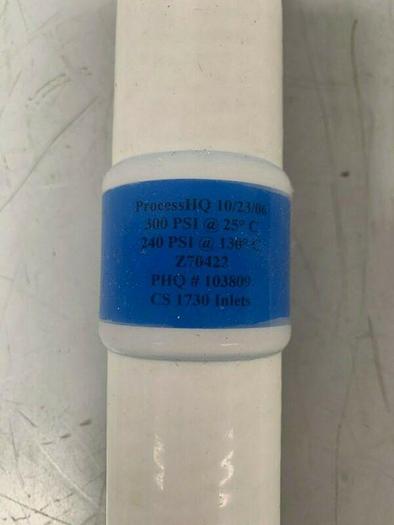 ProcessHQ 10/23/06
300 PSI @ 25° C
240 PSI @ 130° C
Z70422
PHQ # 103809
CS 1730 Inlets